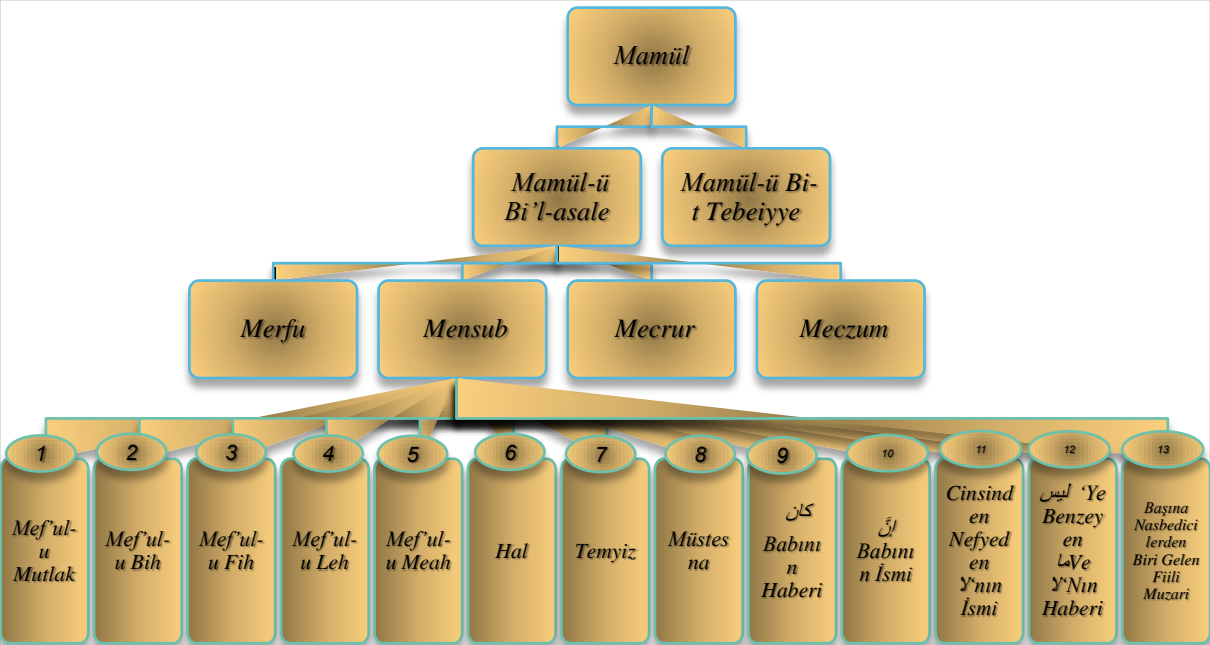 Mamül
Mamül-ü
Bi’l-asale
Mamül-ü Bi-
t Tebeiyye
Merfu
Mensub
Mecrur
Meczum
1
Mef’ul-
u
Mutlak
2
Mef’ul-
u Bih
3
Mef’ul-
u Fih
4
Mef’ul-
u Leh
5
Mef’ul-
u Meah
6
Hal
7
Temyiz
8
Müstes
na
9
كان
Babını
n
Haberi
10
إنَّ
Babını
n İsmi
11
Cinsind
en
Nefyed
en
لا‘nın
İsmi
12
ليس ‘Ye
Benzey
en
ماVe
لا‘Nın
Haberi
13
Başına
Nasbedici
lerden
Biri Gelen
Fiili
Muzari